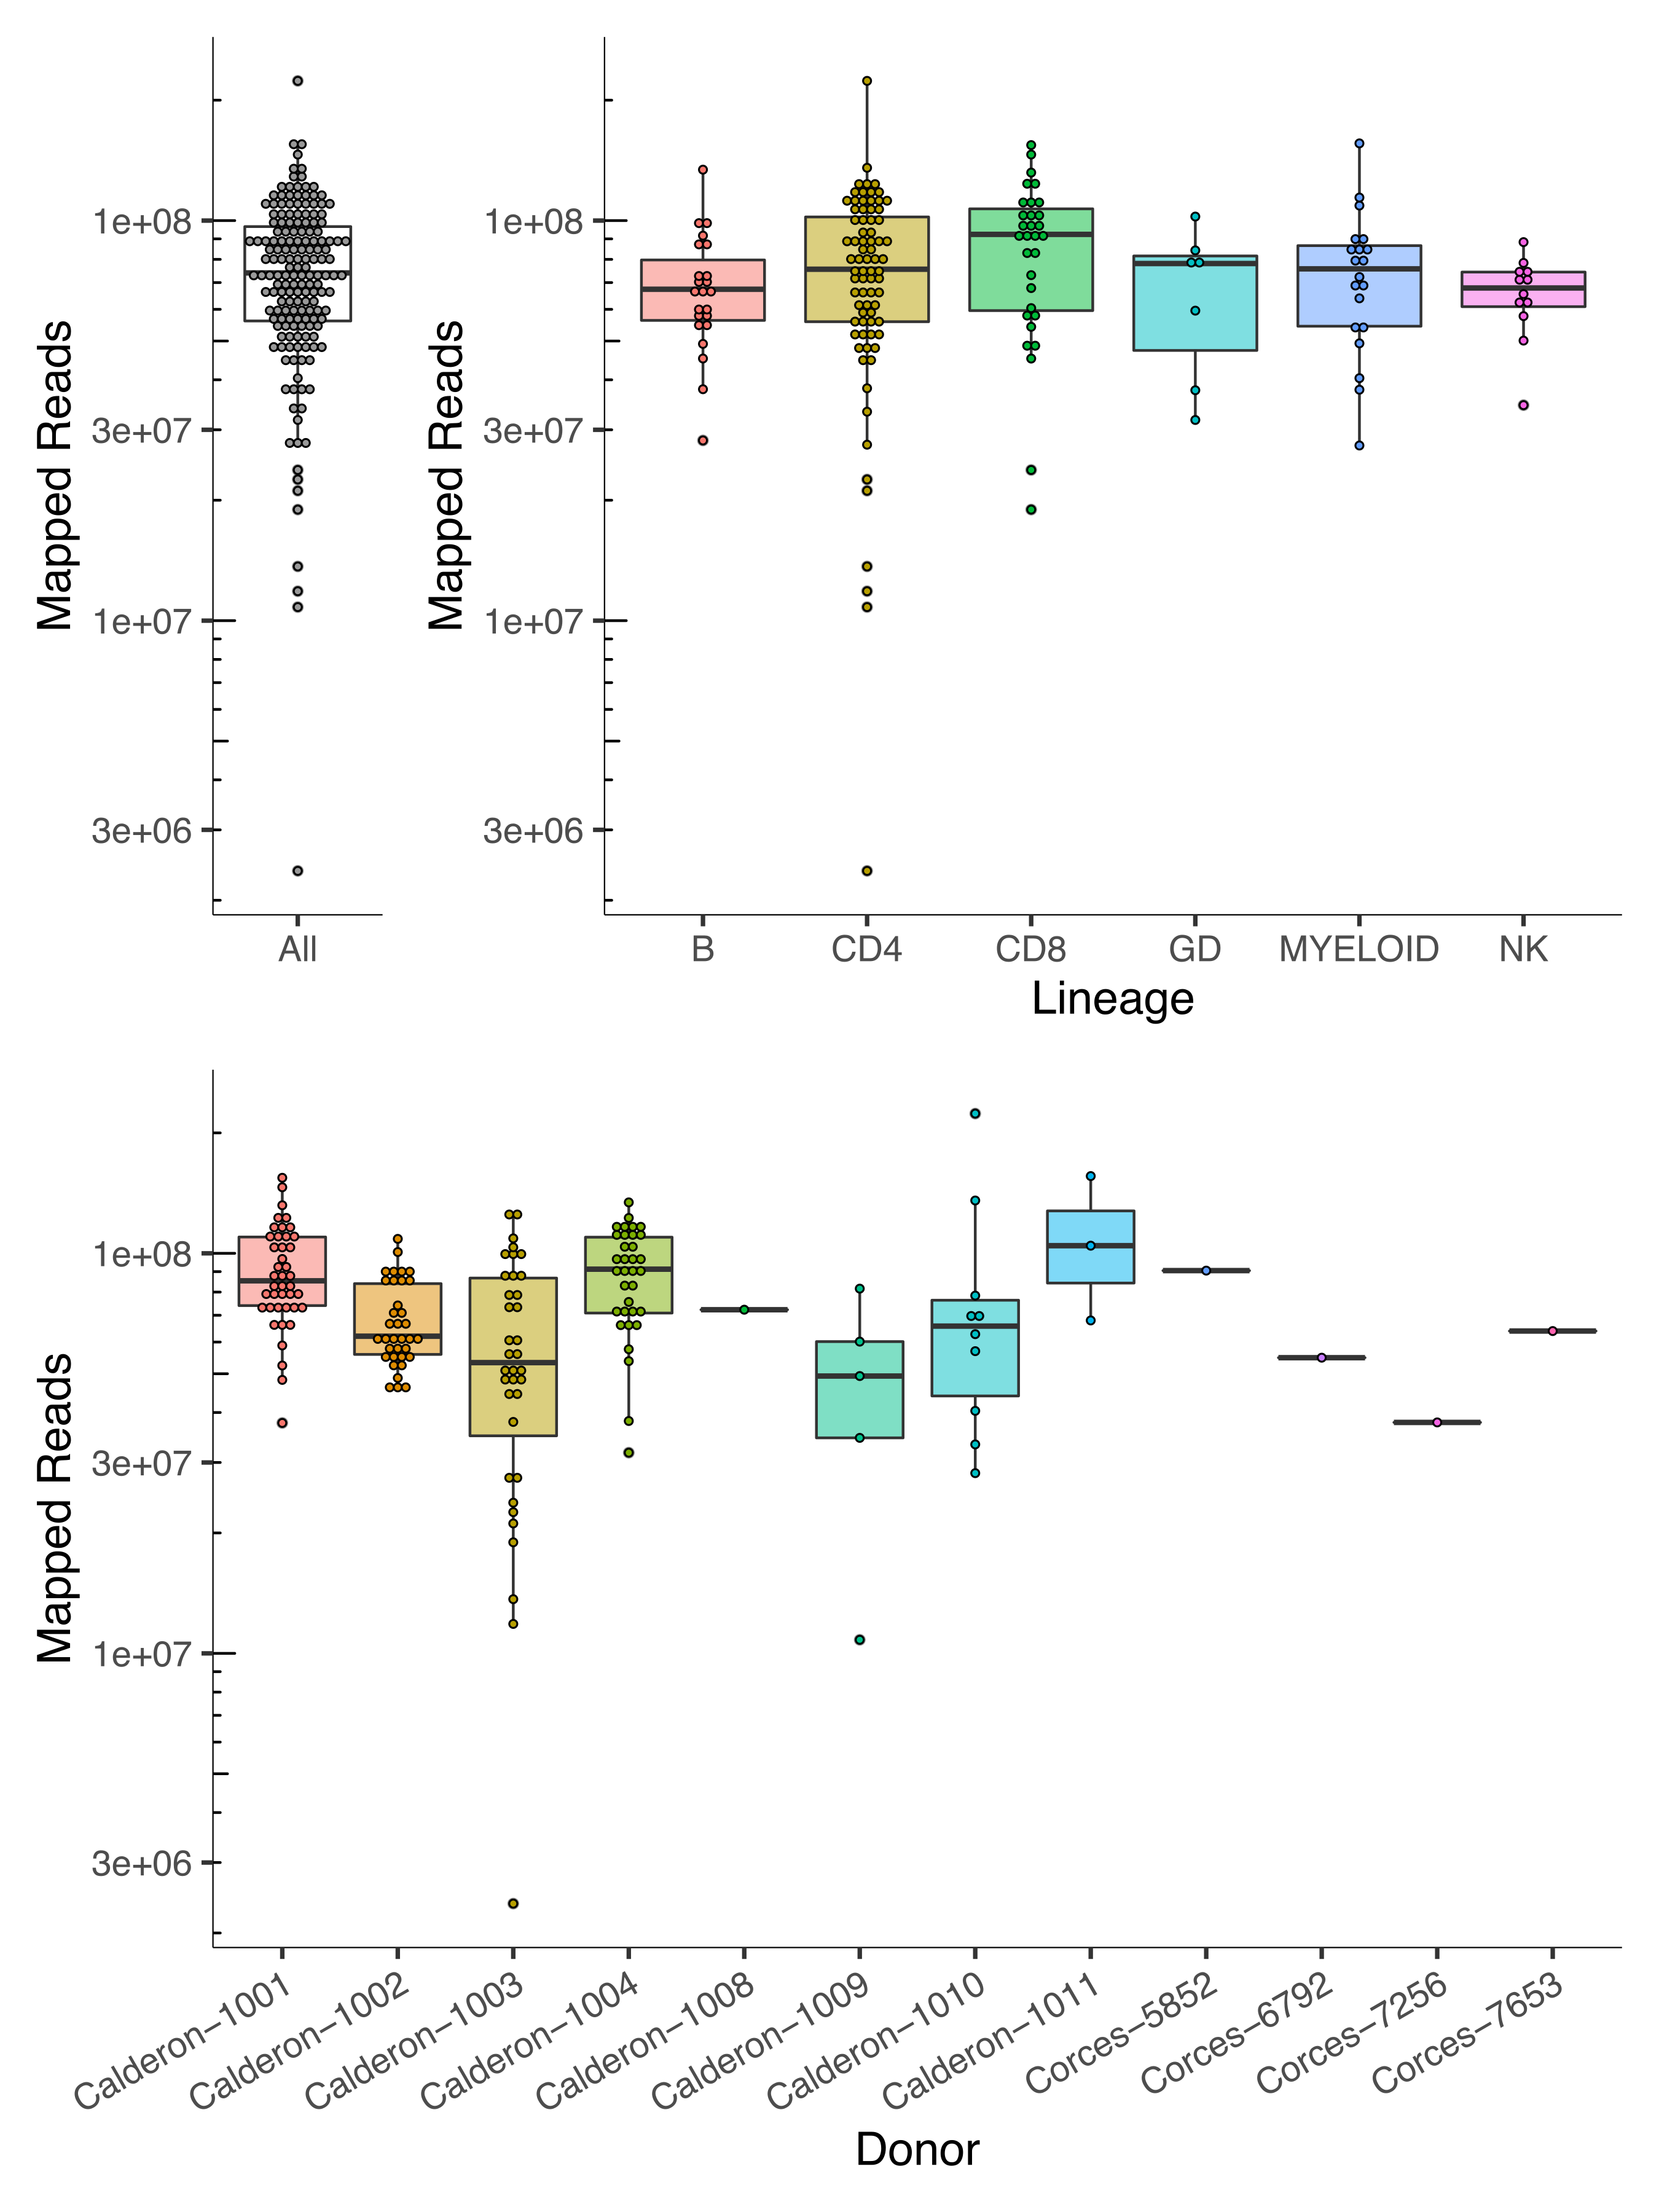 Mapped Reads
1e+08
3e+07
1e+07
3e+06
All
Mapped Reads
1e+08
3e+07
1e+07
3e+06
B CD4 CD8 GD MYELOID NK
Lineage
Mapped Reads
1e+08
3e+07
1e+07
3e+06
Calderon−1001
Calderon−1002
Calderon−1003
Calderon−1004
Calderon−1008
Calderon−1009
Calderon−1010
Calderon−1011
Corces−5852
Corces−6792
Corces−7256
Corces−7653
Donor